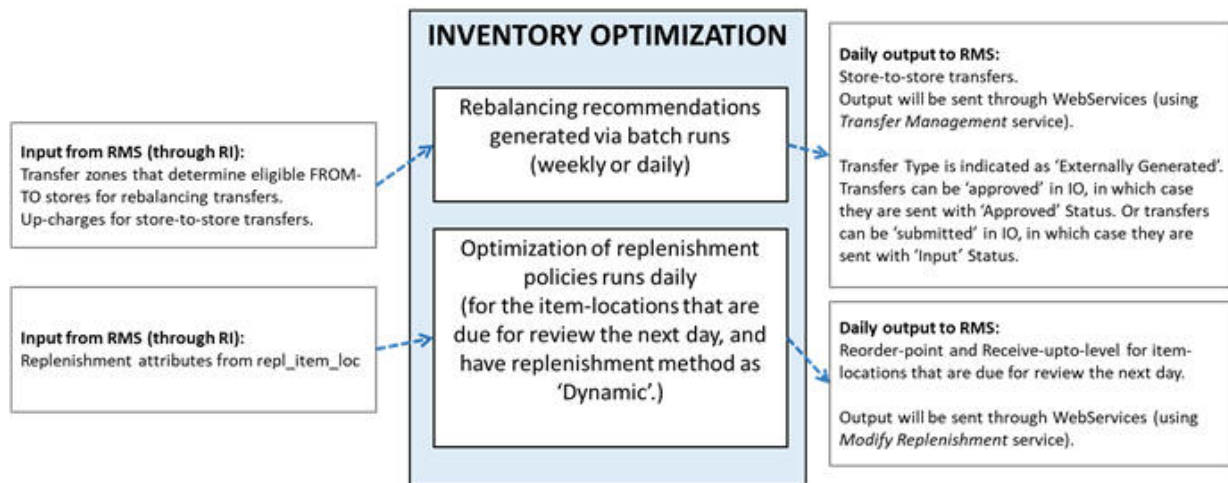 INVENTORY OPTIMIZATION
Input from RMS (through RI):
Transfer zones that determine eligible FROM-
TO stores for rebalancing transfers.
Up-charges for store-to-store transfers.
Input from RMS (through RI):
Replenishment attributes from repl_item_loc
Rebalancing recommendations
generated via batch runs
(weekly or daily)
Optimization of replenishment
policies runs daily
(for the item-locations that are
due for review the next day, and
have replenishment method as
‘Dynamic’.)
Daily output to RMS:
Store-to-store transfers.
Output will be sent through WebServices (using
Transfer Management service).
Transfer Type is indicated as ‘Externally Generated’.
Transfers can be ‘approved’ in IO, in which case
they are sent with ‘Approved’ Status. Or transfers
can be ‘submitted’ in IO, in which case they are
sent with ‘Input’ Status.
Daily output to RMS:
Reorder-point and Receive-upto-level for item-
locations that are due for review the next day.
Output will be sent through WebServices (using
Modify Replenishment service).